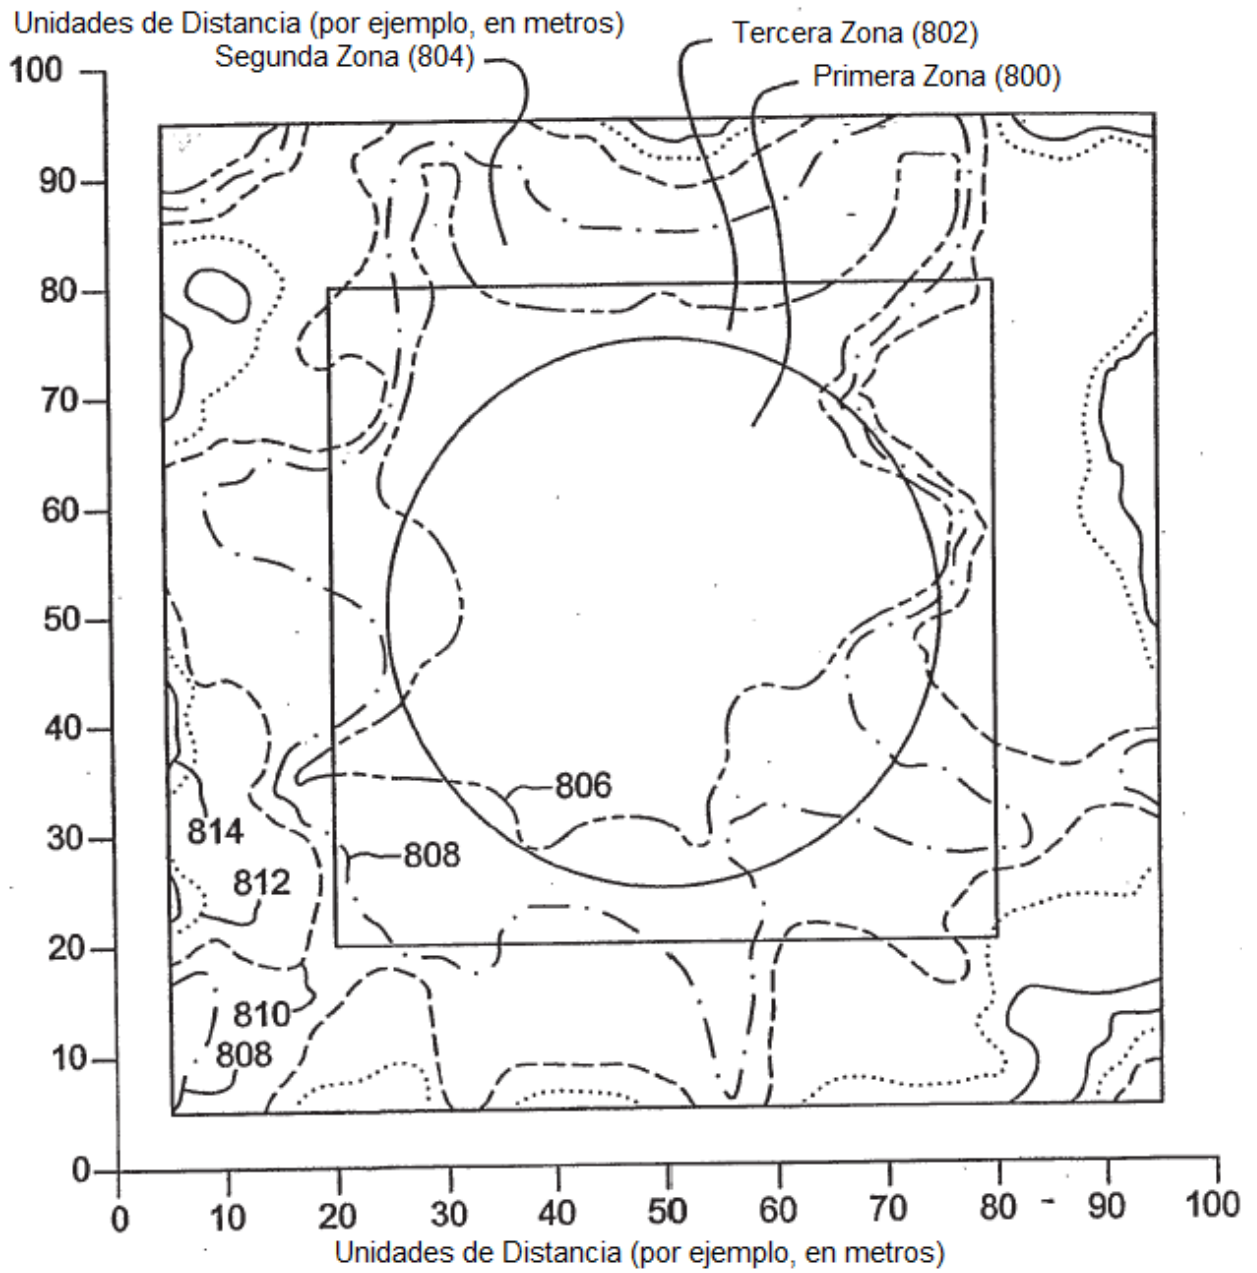 Unidades de Distancia (por ejemplo, en metros)
Segunda Zona (804)
Tercera Zona (802)
Primera Zona (800)
100
90
80
70
60
50
40
30
20
10
0
806
808
814
812
810
808
0 10 20 30 40 50 60 70 80 90 100
Unidades de Distancia (por ejemplo, en metros)